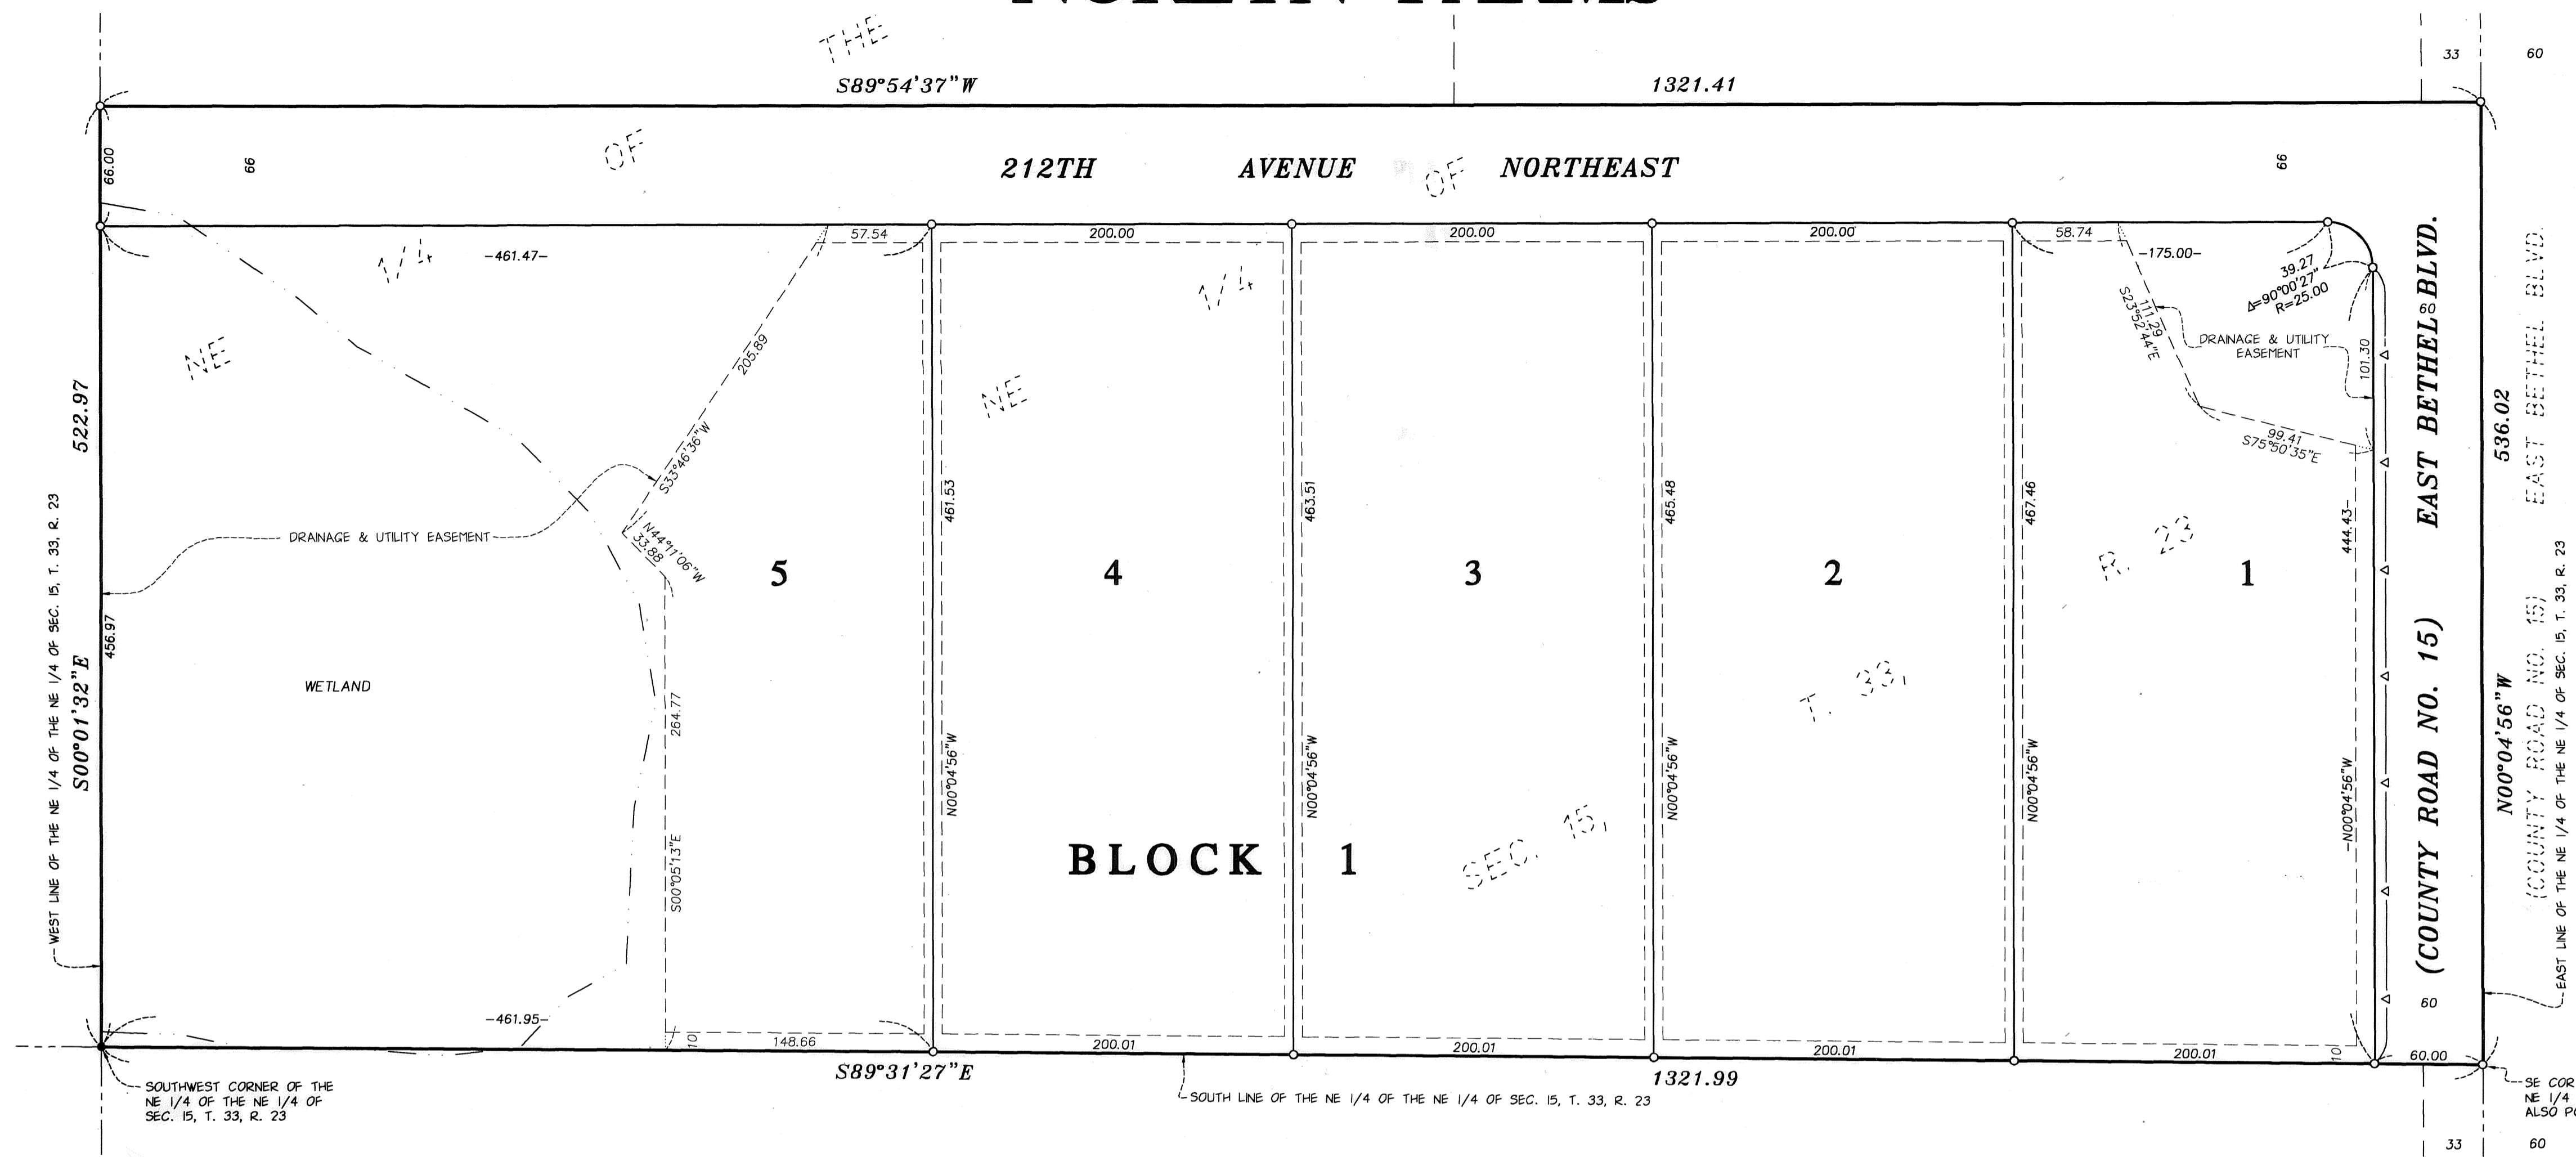 THE
33
60
S89°54'37"W
1321.41
66.00
66
OF
212TH AVENUE NORTHEAST
OF
66
57.54
200.00
200.00
200.00
58.74
-461.47-
1/4
1/4
-175.00-
39.27
Δ=90°00'27"
R=25.00
111.29
S23°52'44"E
DRAINAGE & UTILITY
EASEMENT
101.30
60
99.41
S75°50'35"E
NE
NE
205.89
S33°46'36"W
N44°11'06"W
33.88
DRAINAGE & UTILITY EASEMENT
522.97
S00°01'32"E
456.97
WEST LINE OF THE NE 1/4 OF THE NE 1/4 OF SEC. 15, T. 33, R. 23
461.53
463.51
465.48
467.46
444.43-
R. 23
5
4
3
2
1
WETLAND
264.77
S00°05'13"E
N00°04'56"W
N00°04'56"W
N00°04'56"W
N00°04'56"W
-N00°04'56"W
T. 33,
SEC. 15,
BLOCK 1
EAST BETHEL BLVD.
(COUNTY ROAD NO. 15)
536.02
N00°04'56"W
EAST BETHEL BLVD.
(COUNTY ROAD NO. 15)
EAST LINE OF THE NE 1/4 OF THE NE 1/4 OF SEC. 15, T. 33, R. 23
60
-461.95-
10
148.66
200.01
200.01
200.01
200.01
10
60.00
S89°31'27"E
1321.99
SOUTHWEST CORNER OF THE
NE 1/4 OF THE NE 1/4 OF
SEC. 15, T. 33, R. 23
SOUTH LINE OF THE NE 1/4 OF THE NE 1/4 OF SEC. 15, T. 33, R. 23
SE COR
NE 1/4
ALSO
33
60